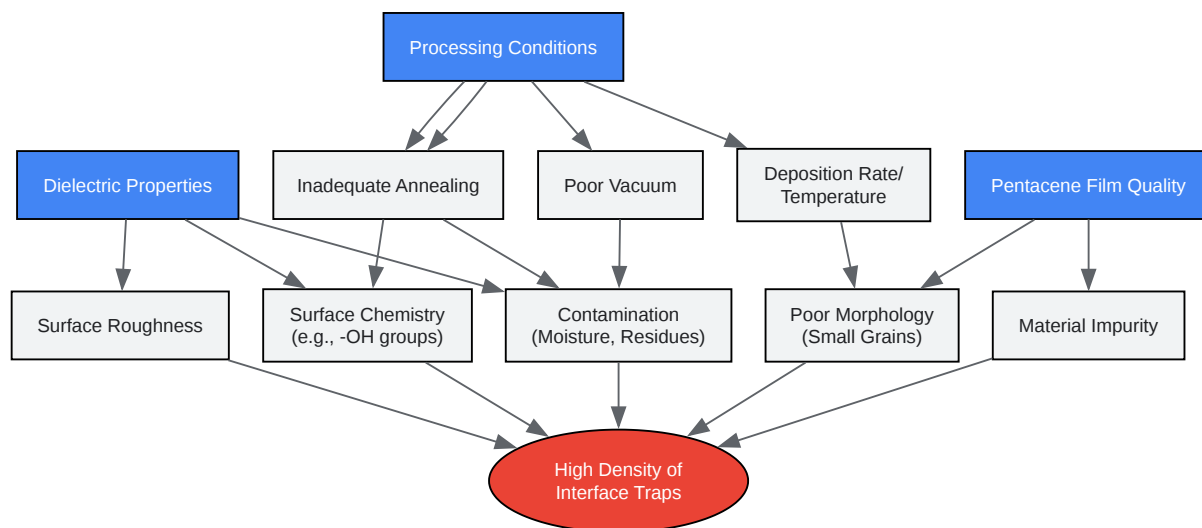 Processing Conditions
Dielectric Properties
Inadequate Annealing
Poor Vacuum
Deposition Rate/
Temperature
Pentacene Film Quality
Surface Roughness
Surface Chemistry
(e.g., -OH groups)
Contamination
(Moisture, Residues)
Poor Morphology
(Small Grains)
Material Impurity
High Density of
Interface Traps